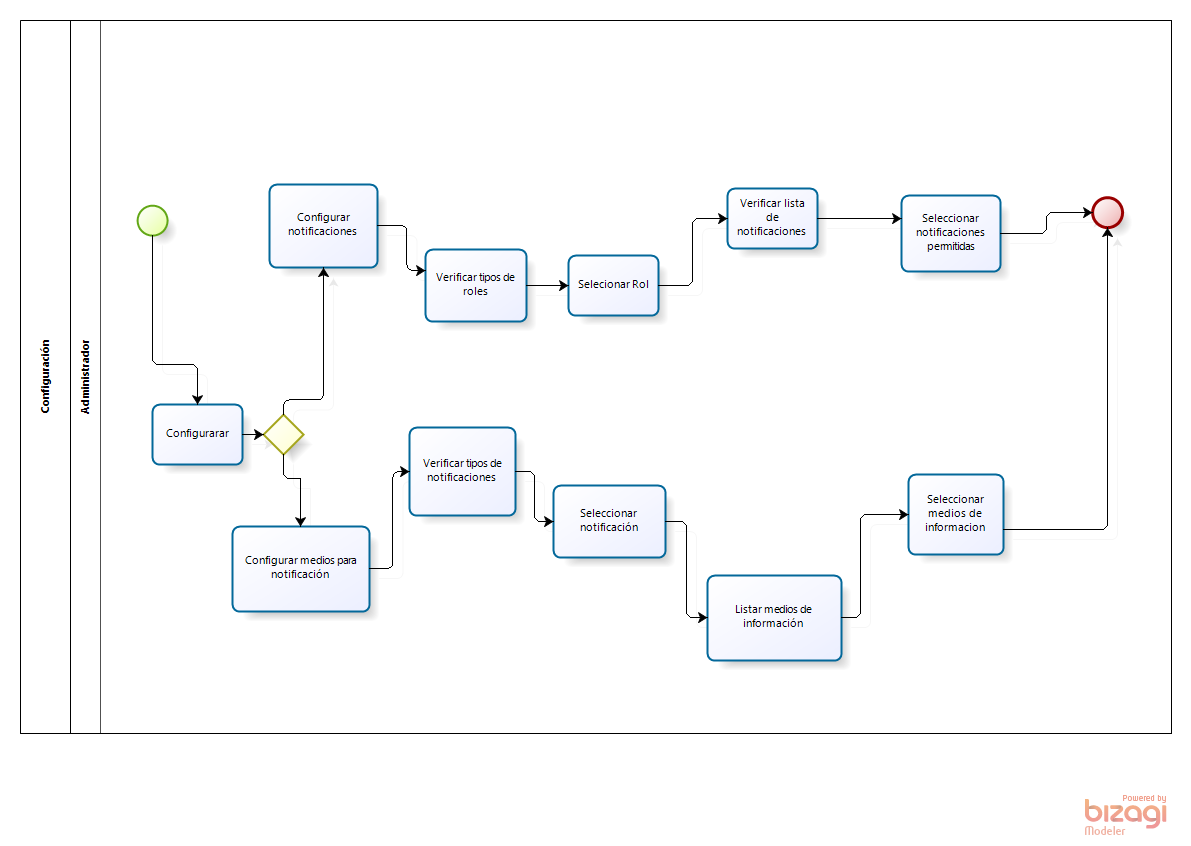 Configuración
Administrador
Configurarar
Configurar
notificaciones
Verificar tipos de
roles
Selecionar Rol
Verificar lista
de
notificaciones
Seleccionar
notificaciones
permitidas
Configurar medios para
notificación
Verificar tipos de
notificaciones
Seleccionar
notificación
Listar medios de
información
Seleccionar
medios de
informacion
Powered by
bizagi
Modeler